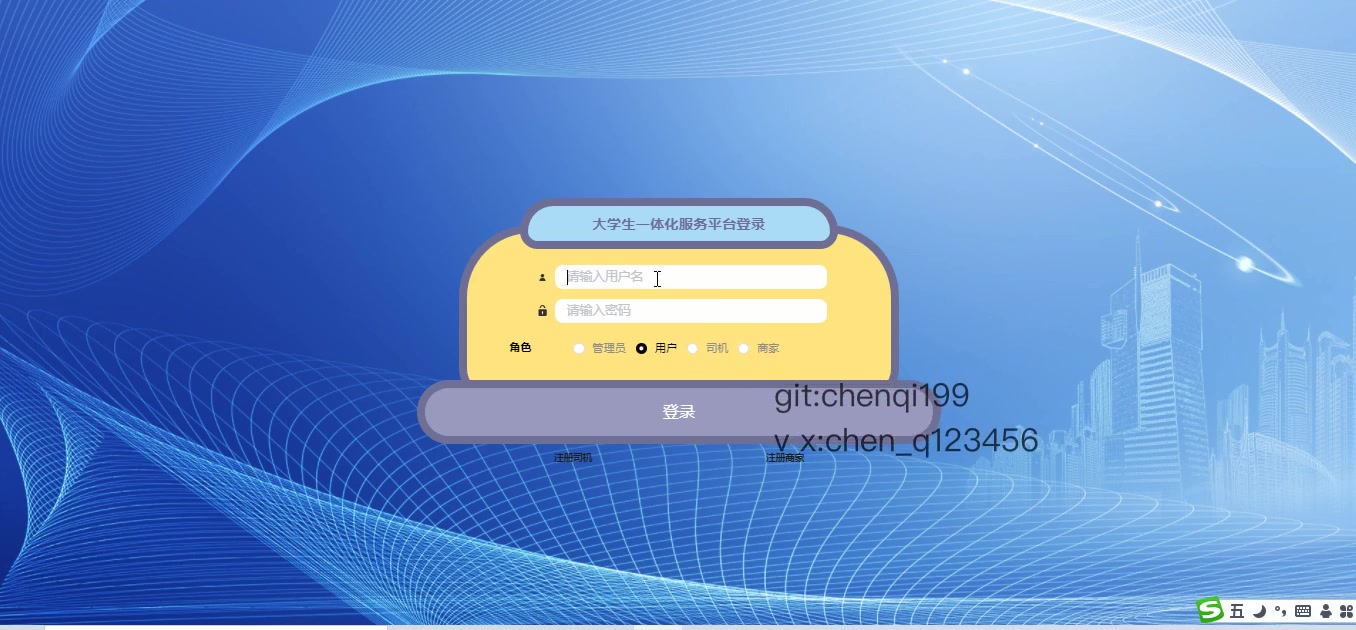 大学生一体化服务平台登录
请输入用户名
请输入密码
角色 管理员 用户 司机 商家
登录
git:chenqi199
v_x:chen_q123456
注册司机 注册商家
S 五